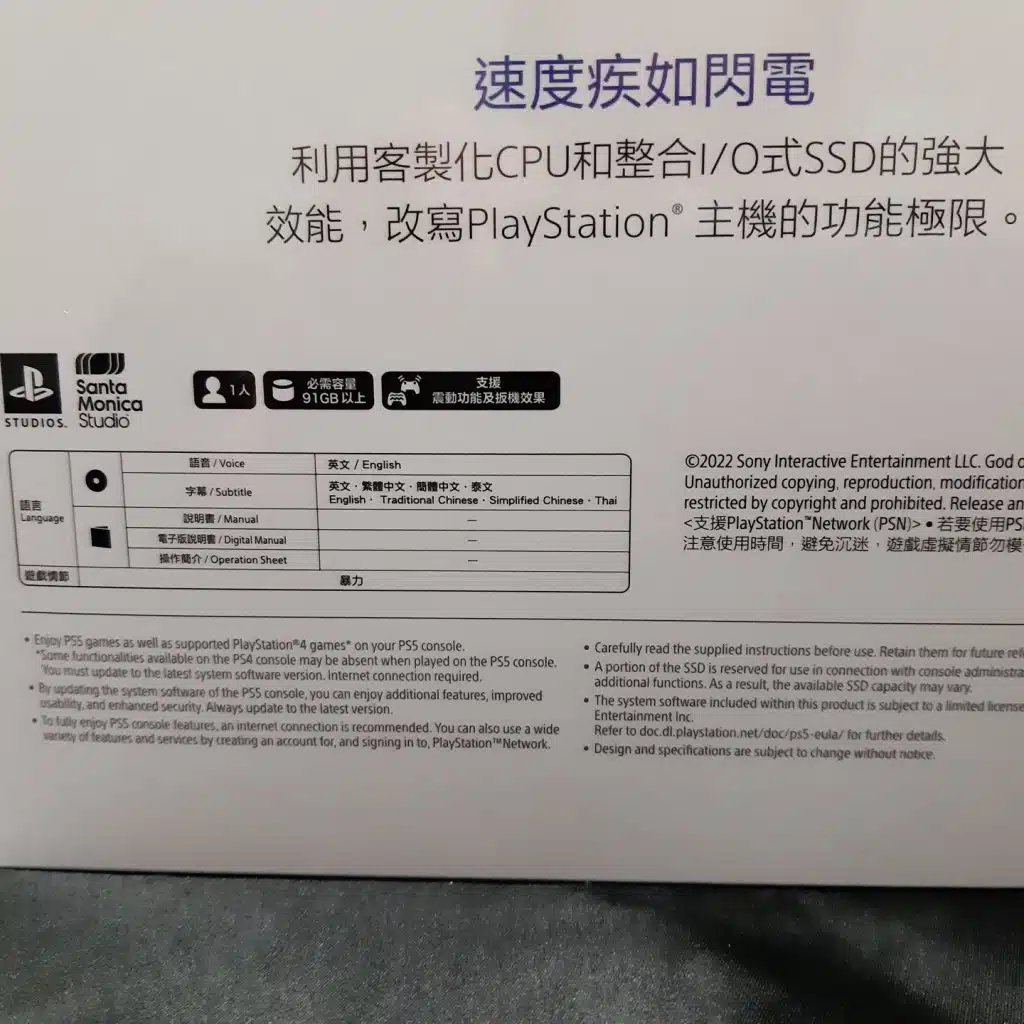 速度疾如閃電
利用客製化CPU和整合I/O式SSD的強大
效能，改寫PlayStation® 主機的功能極限。
STUDIOS.
Santa
Monica
Studio
1人
必需容量
91GB以上
支援
震動功能及扳機效果
語言
Language
語音 / Voice
英文 / English
字幕 / Subtitle
英文・繁體中文・簡體中文・泰文
English・ Traditional Chinese・Simplified Chinese・Thai
說明書 / Manual
—
電子版說明書 / Digital Manual
—
操作簡介 / Operation Sheet
—
遊戲情節
暴力
©2022 Sony Interactive Entertainment LLC. God
Unauthorized copying, reproduction, modification
restricted by copyright and prohibited. Release
<支援PlayStation™Network (PSN)> • 若要使用PS
注意使用時間，避免沉迷，遊戲虛擬情節勿模
• Enjoy PS5 games as well as supported PlayStation®4 games* on your PS5 console.
*Some functionalities available on the PS4 console may be absent when played on the PS5 console.
You must update to the latest system software version. Internet connection required.
• By updating the system software of the PS5 console, you can enjoy additional features, improved
usability, and enhanced security. Always update to the latest version.
• To fully enjoy PS5 console features, an internet connection is recommended. You can also use a wide
variety of features and services by creating an account for, and signing in to, PlayStation™Network.
• Carefully read the supplied instructions before use. Retain them for future
• A portion of the SSD is reserved for use in connection with console
additional functions. As a result, the available SSD capacity may vary.
• The system software included within this product is subject to a limited license
Entertainment Inc.
Refer to doc.dl.playstation.net/doc/ps5-eula/ for further details.
• Design and specifications are subject to change without notice.